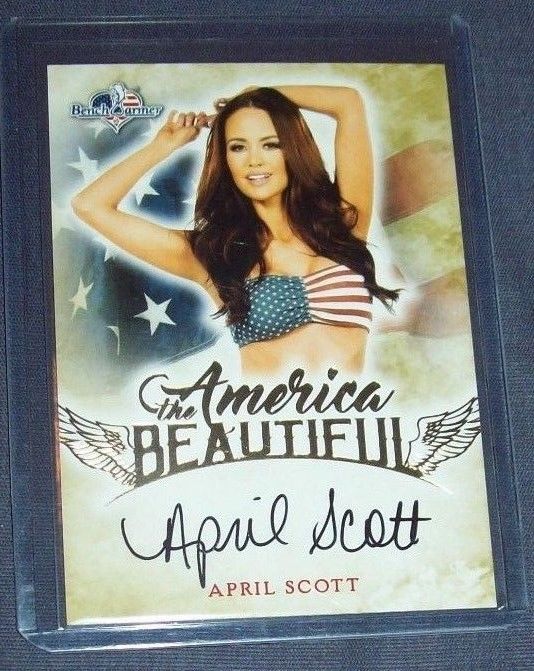 BenchWarmer
America
the
BEAUTIFUL
April Scott
APRIL SCOTT